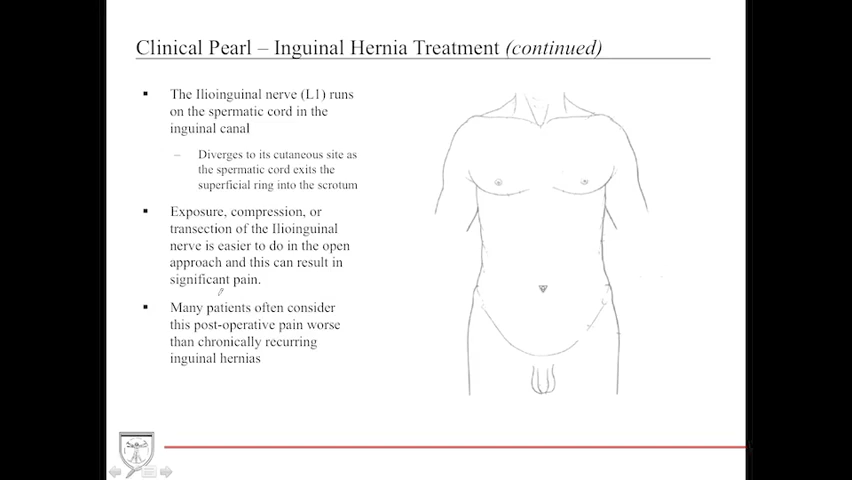 Clinical Pearl – Inguinal Hernia Treatment (continued)
▪ The Ilioinguinal nerve (L1) runs
on the spermatic cord in the
inguinal canal
– Diverges to its cutaneous site as
the spermatic cord exits the
superficial ring into the scrotum
▪ Exposure, compression, or
transection of the Ilioinguinal
nerve is easier to do in the open
approach and this can result in
significant pain.
▪ Many patients often consider
this post-operative pain worse
than chronically recurring
inguinal hernias